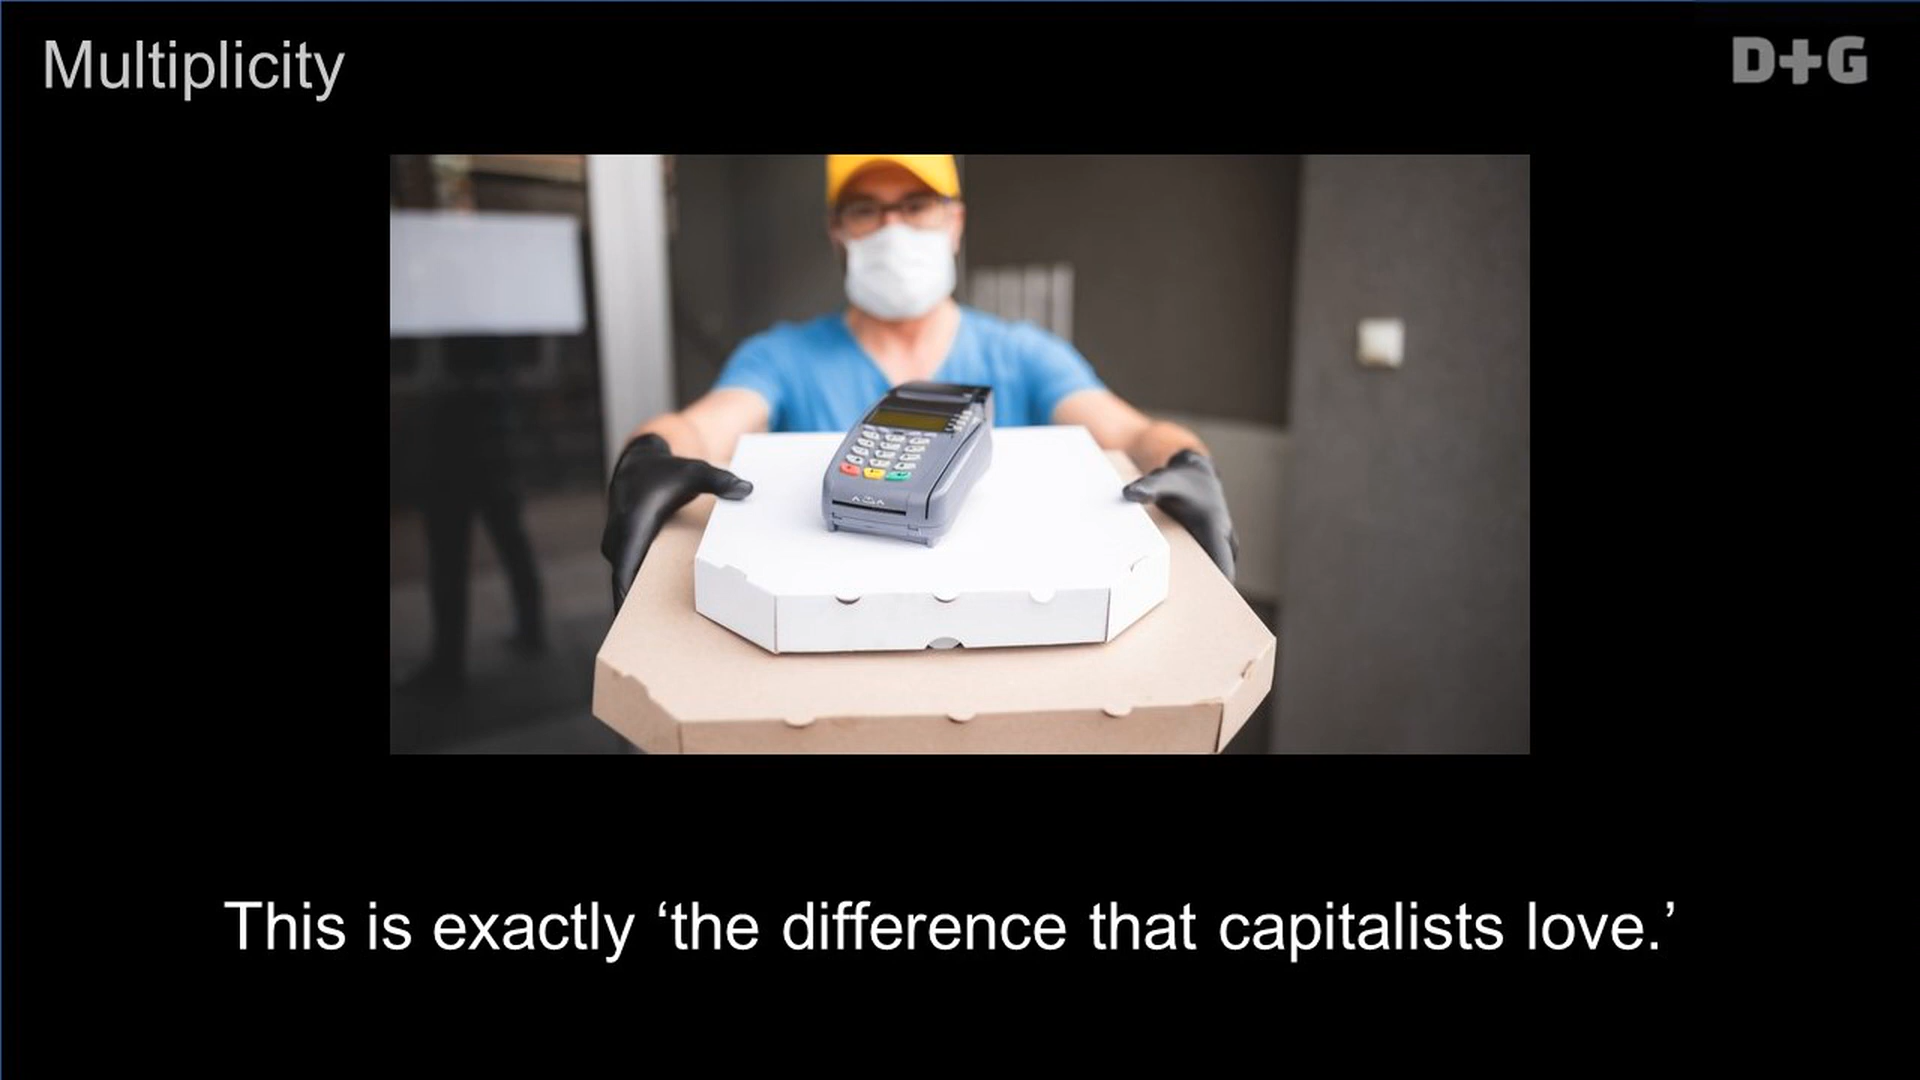 Multiplicity
D+G
This is exactly ‘the difference that capitalists love.’